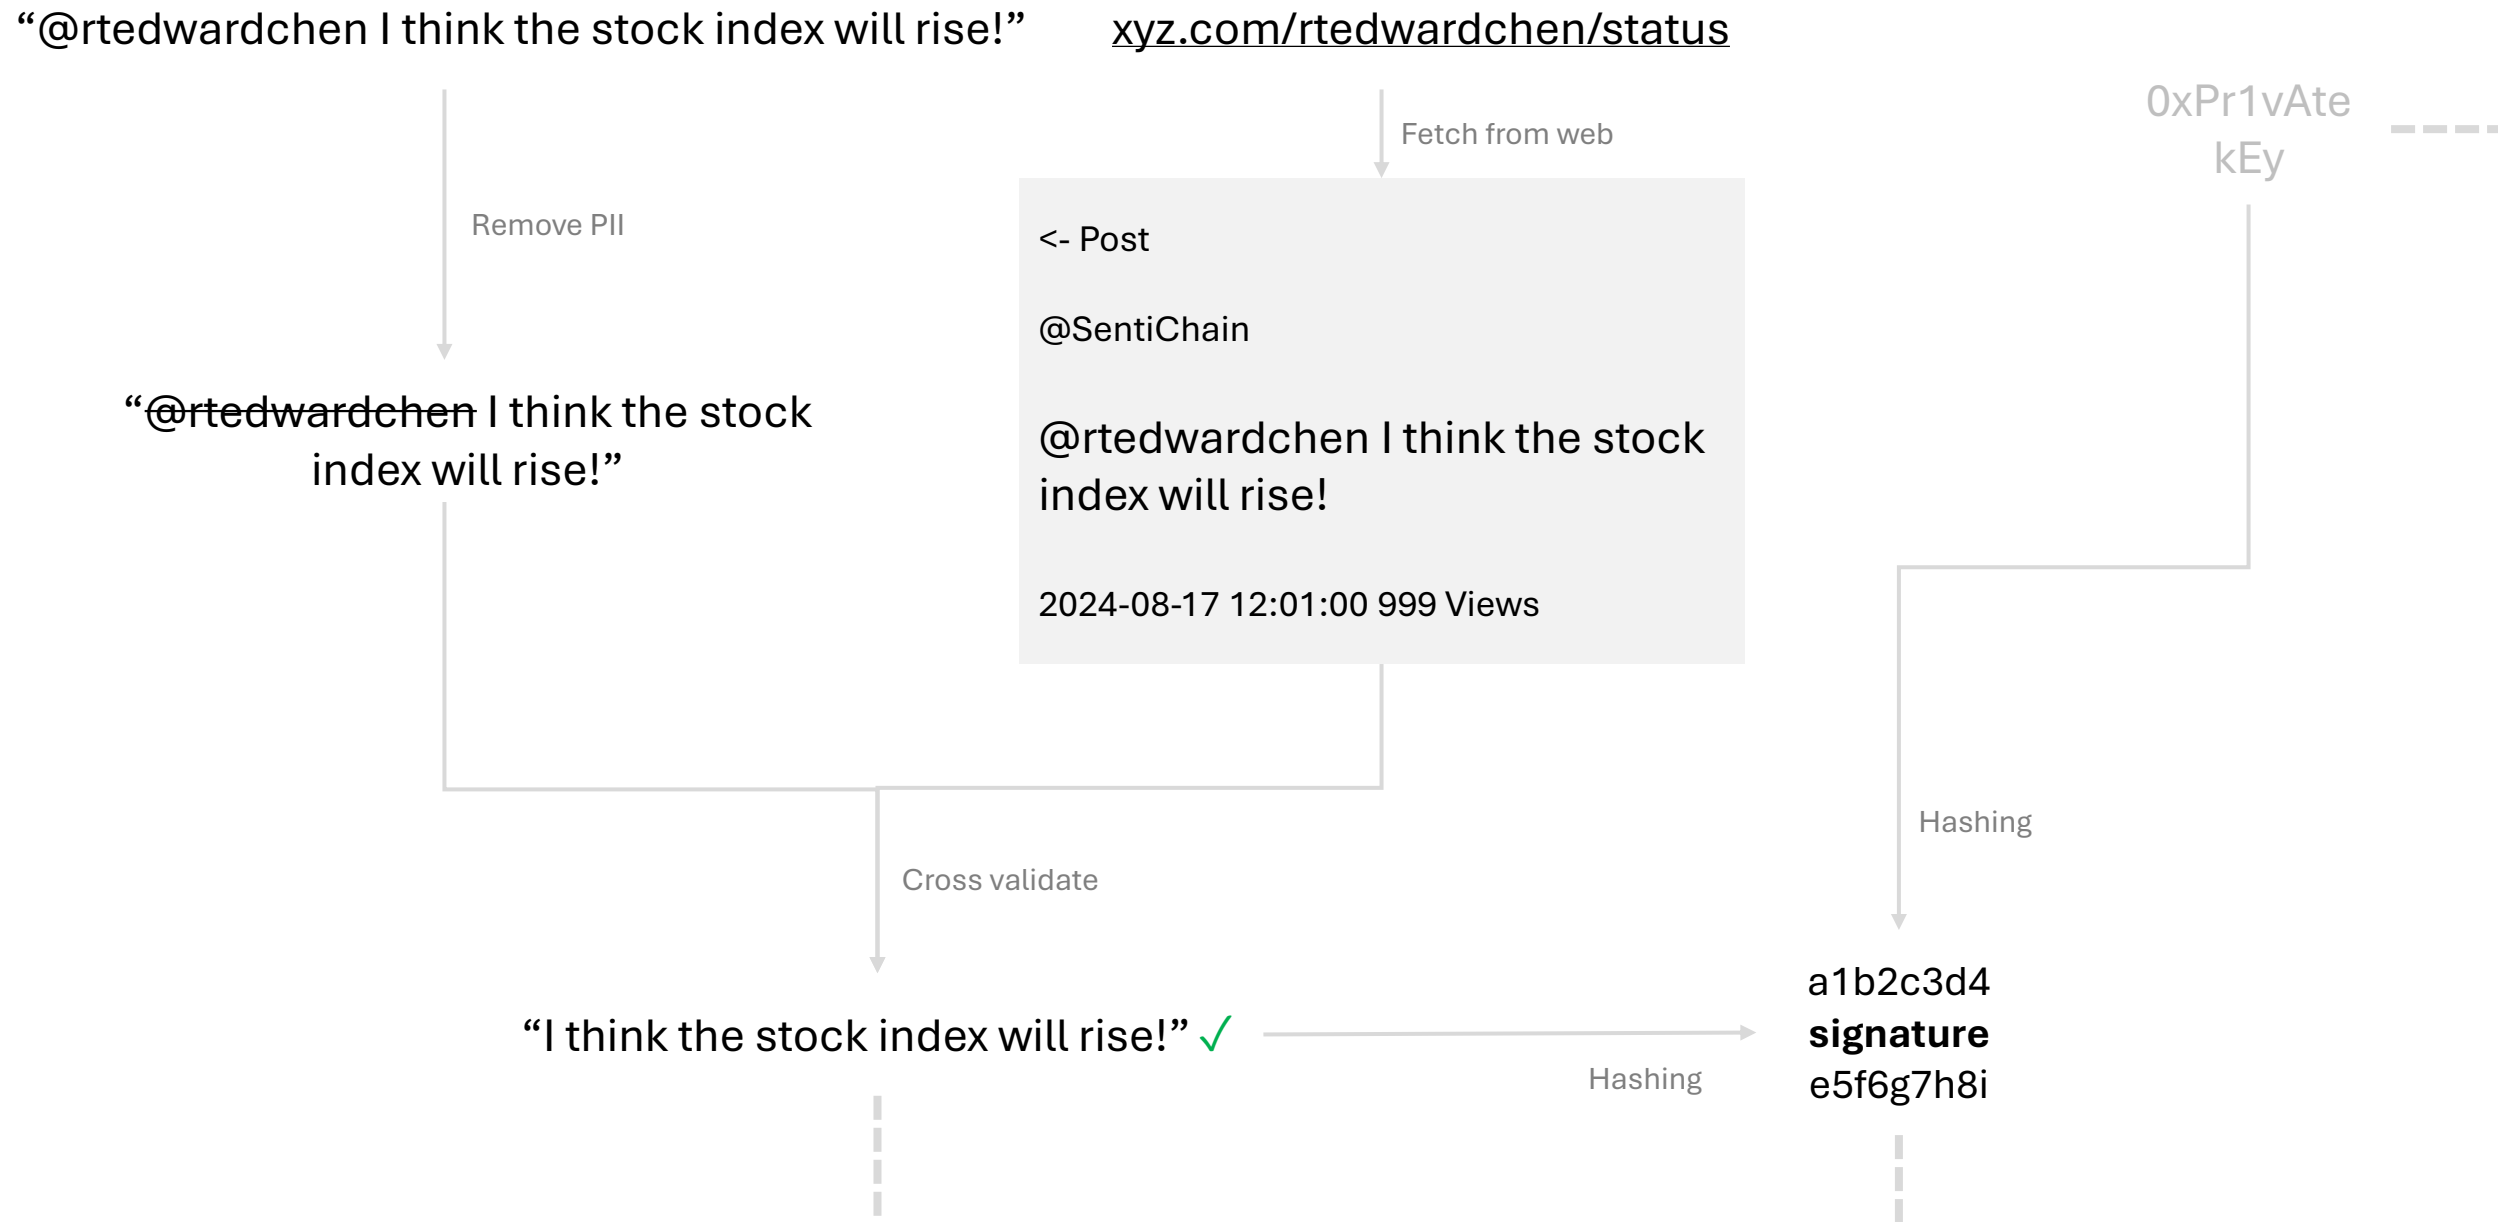 “@rtedwardchen I think the stock index will rise!”
xyz.com/rtedwardchen/status
0xPr1vAte
kEy
Fetch from web
Remove PII
<- Post
@SentiChain
@rtedwardchen I think the stock
index will rise!
2024-08-17 12:01:00 999 Views
“@rtedwardchen I think the stock
index will rise!”
Cross validate
Hashing
“I think the stock index will rise!” ✓
Hashing
a1b2c3d4
signature
e5f6g7h8i